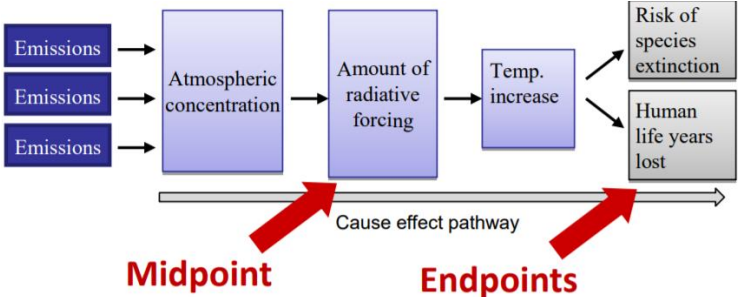 Emissions
Emissions
Emissions
Atmospheric
concentration
Amount of
radiative
forcing
Temp.
increase
Risk of
species
extinction
Human
life years
lost
Cause effect pathway
Midpoint
Endpoints